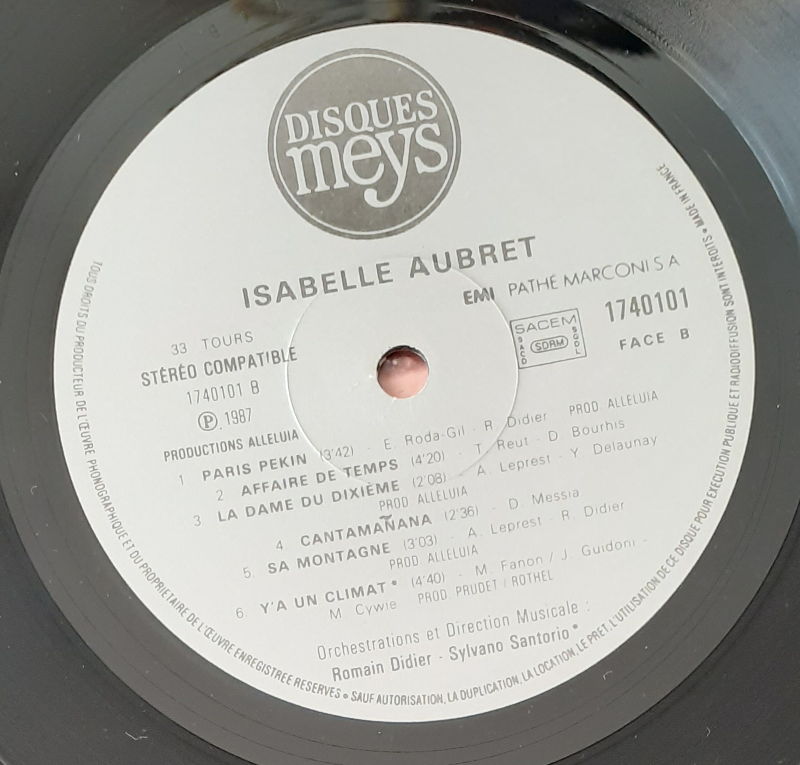 DISQUES
meys
ISABELLE AUBRET
EMI PATHÉ MARCONI S A
33 TOURS
STÉRÉO COMPATIBLE
1740101 B
Ⓟ 1987
PRODUCTIONS ALLELUIA
SACEM
SACD
SDRM
SGDL
1740101
FACE B
1 PARIS PEKIN (3'42) - E. Roda-Gil - R. Didier PROD. ALLELUIA
2 AFFAIRE DE TEMPS (4'20) - T. Reut - D. Bourhis
3 LA DAME DU DIXIÈME (2'08) - A. Leprest - Y. Delaunay
PROD ALLELUIA
4 CANTAMAÑANA (2'36) - D. Messia
5. SA MONTAGNE (3'03) - A. Leprest - R. Didier
PROD ALLELUIA
6. Y'A UN CLIMAT* (4'40) - M. Fanon / J. Guidoni -
M. Cywie PROD. PRUDET / ROTHEL
Orchestrations et Direction Musicale :
Romain Didier - Sylvano Santorio*
TOUS DROITS DU PRODUCTEUR DE L'ŒUVRE PHONOGRAPHIQUE ET DU PROPRIETAIRE DE L'ŒUVRE ENREGISTREE RESERVES • SAUF AUTORISATION, LA DUPLICATION, LA LOCATION, LE PRET, L'UTILISATION DE CE DISQUE POUR EXECUTION PUBLIQUE ET RADIODIFFUSION SONT INTERDITS • MADE IN FRANCE